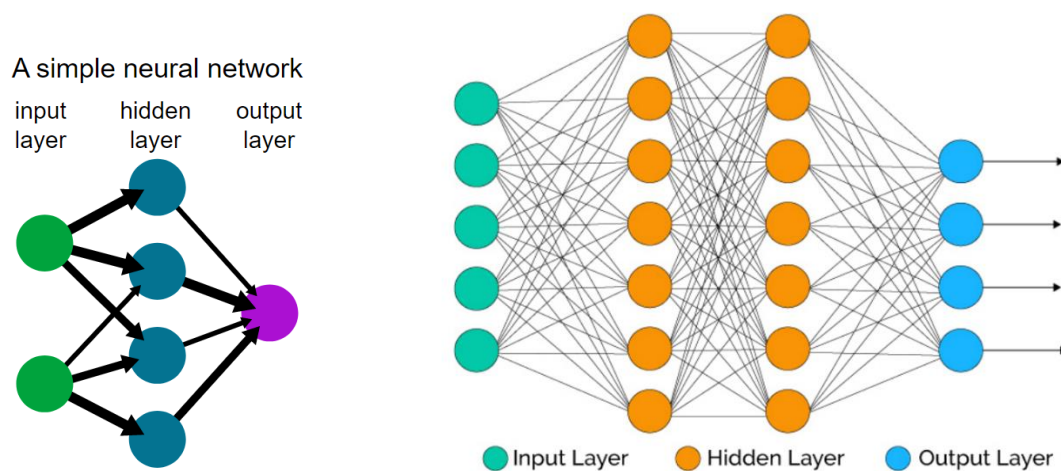 A simple neural network
input hidden output
layer layer layer
Input Layer Hidden Layer Output Layer